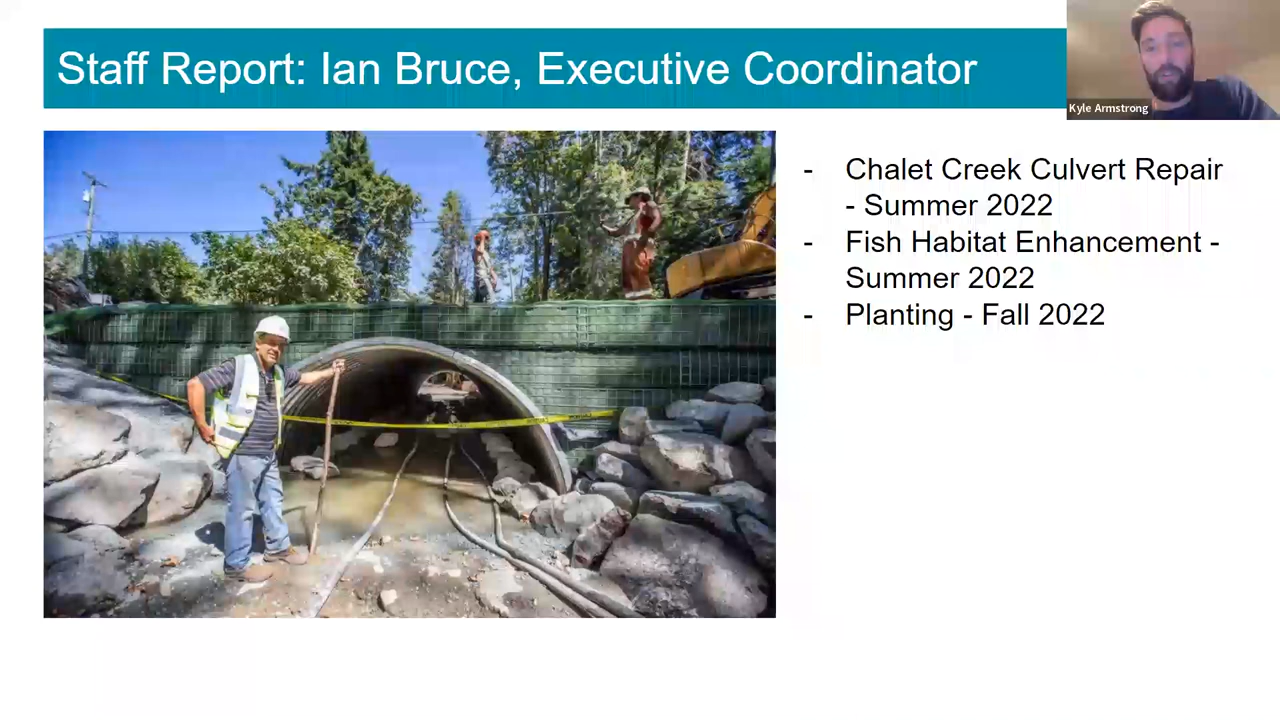 Staff Report: Ian Bruce, Executive Coordinator
Kyle Armstrong
- Chalet Creek Culvert Repair
- Summer 2022
- Fish Habitat Enhancement -
Summer 2022
- Planting - Fall 2022